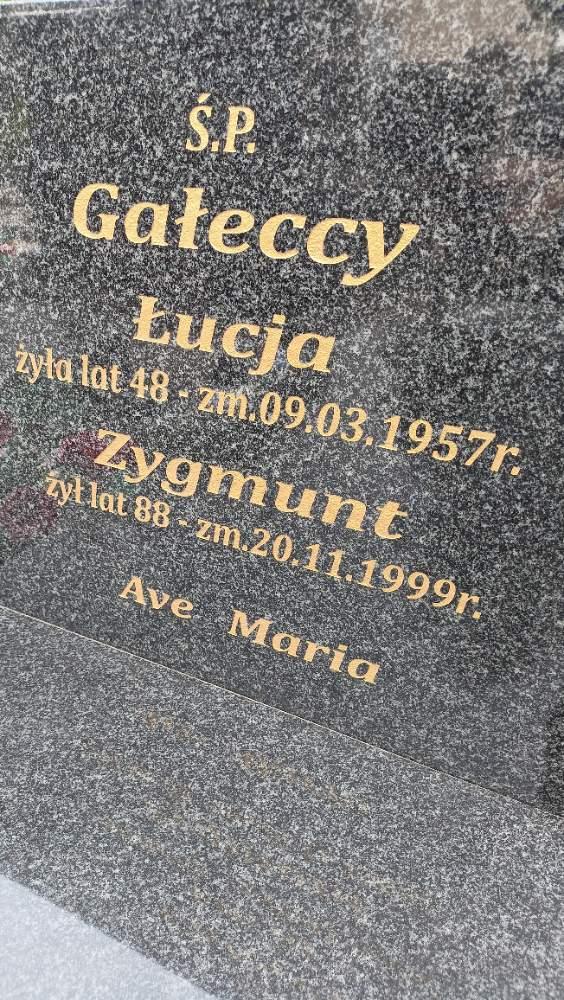 Ś.P.
Gałeccy
Łucja
żyła lat 48 - zm.09.03.1957r.
Zygmunt
żył lat 88 - zm.20.11.1999r.
Ave Maria